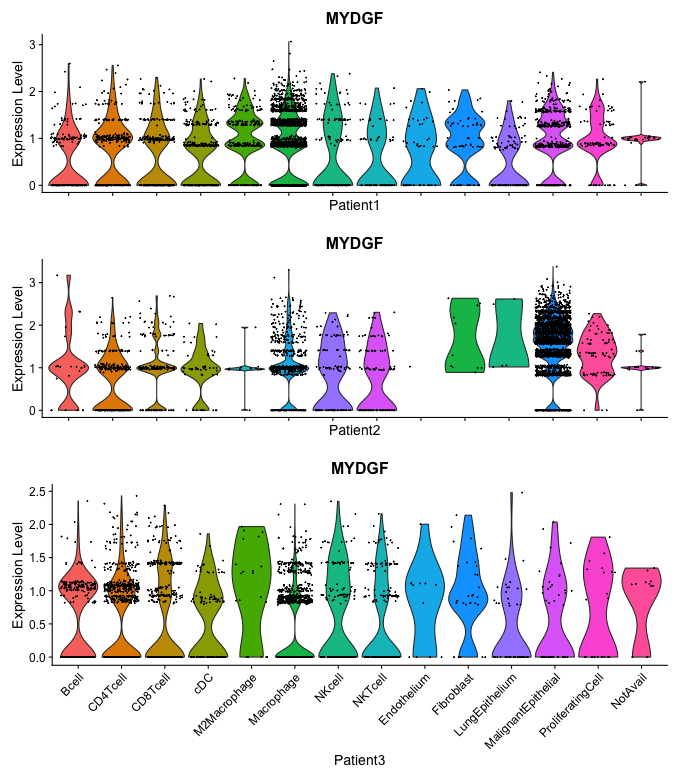 MYDGF
Expression Level
3
2
1
0
Patient1
MYDGF
Expression Level
3
2
1
0
Patient2
MYDGF
Expression Level
2.5
2.0
1.5
1.0
0.5
0.0
Bcell
CD4Tcell
CD8Tcell
cDC
M2Macrophage
Macrophage
NKcell
NKTcell
Endothelium
Fibroblast
LungEpithelium
MalignantEpithelial
ProliferatingCell
NotAvail
Patient3